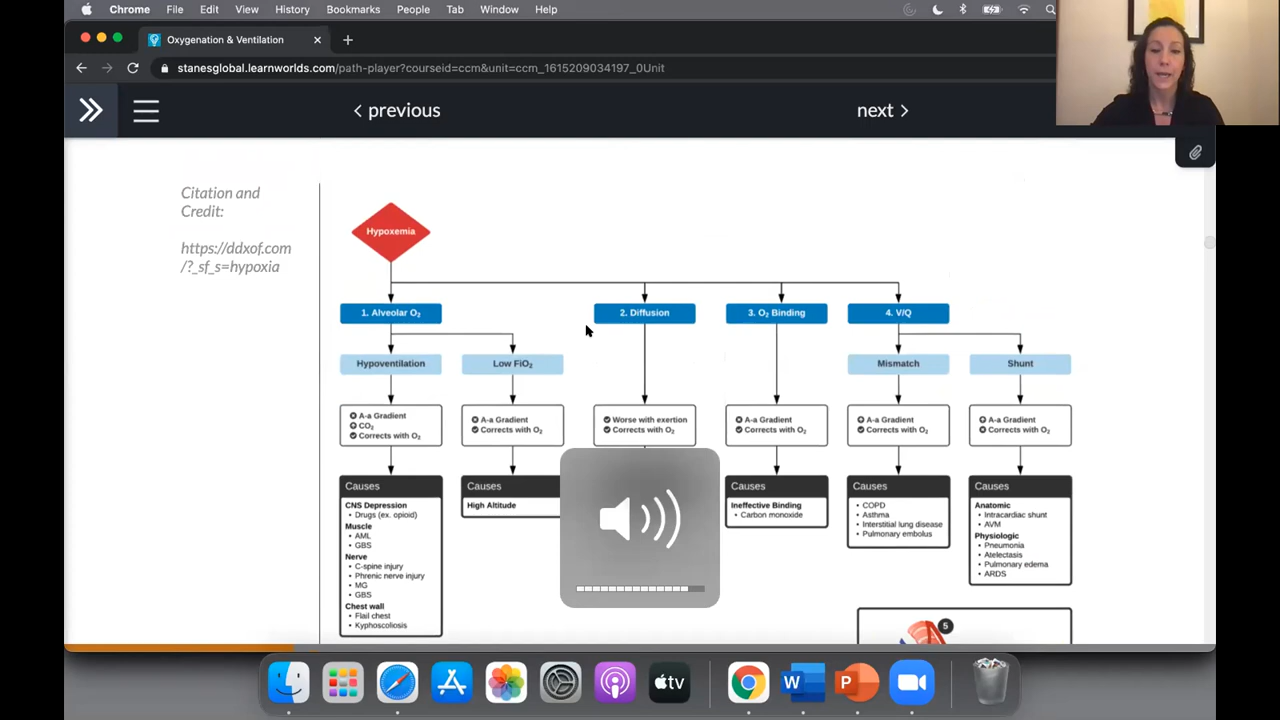 Chrome File Edit View History Bookmarks People Tab Window Help
Oxygenation & Ventilation
stanesglobal.learnworlds.com/path-player?courseid=ccm&unit=ccm_1615209034197_0Unit
previous
next
Citation and
Credit:
https://ddxof.com
/?_sf_s=hypoxia
Hypoxemia
1. Alveolar O₂
2. Diffusion
3. O₂ Binding
4. V/Q
Hypoventilation
Low FiO₂
Mismatch
Shunt
A-a Gradient
CO₂
Corrects with O₂
A-a Gradient
Corrects with O₂
Worse with exertion
Corrects with O₂
A-a Gradient
Corrects with O₂
A-a Gradient
Corrects with O₂
A-a Gradient
Corrects with O₂
Causes
CNS Depression
• Drugs (ex. opioid)
Muscle
• AML
• GBS
Nerve
• C-spine injury
• Phrenic nerve injury
• MG
• GBS
Chest wall
• Flail chest
• Kyphoscoliosis
Causes
High Altitude
Causes
Ineffective Binding
• Carbon monoxide
Causes
• COPD
• Asthma
• Interstitial lung disease
• Pulmonary embolus
Causes
Anatomic
• Intracardiac shunt
• AVM
Physiologic
• Pneumonia
• Atelectasis
• Pulmonary edema
• ARDS
5
tv
W
P